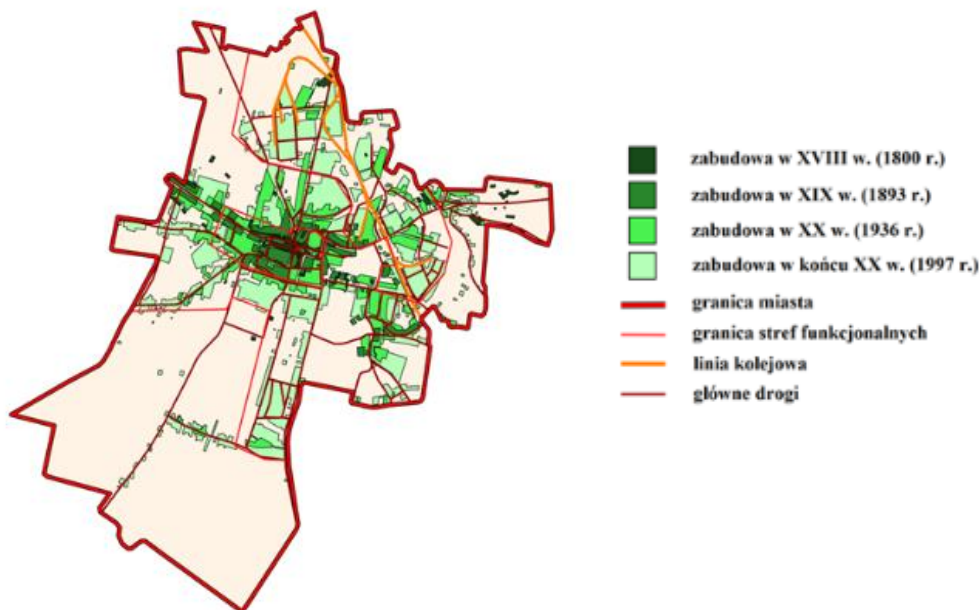 zabudowa w XVIII w. (1800 r.)
zabudowa w XIX w. (1893 r.)
zabudowa w XX w. (1936 r.)
zabudowa w końcu XX w. (1997 r.)
granica miasta
granica stref funkcjonalnych
linia kolejowa
główne drogi